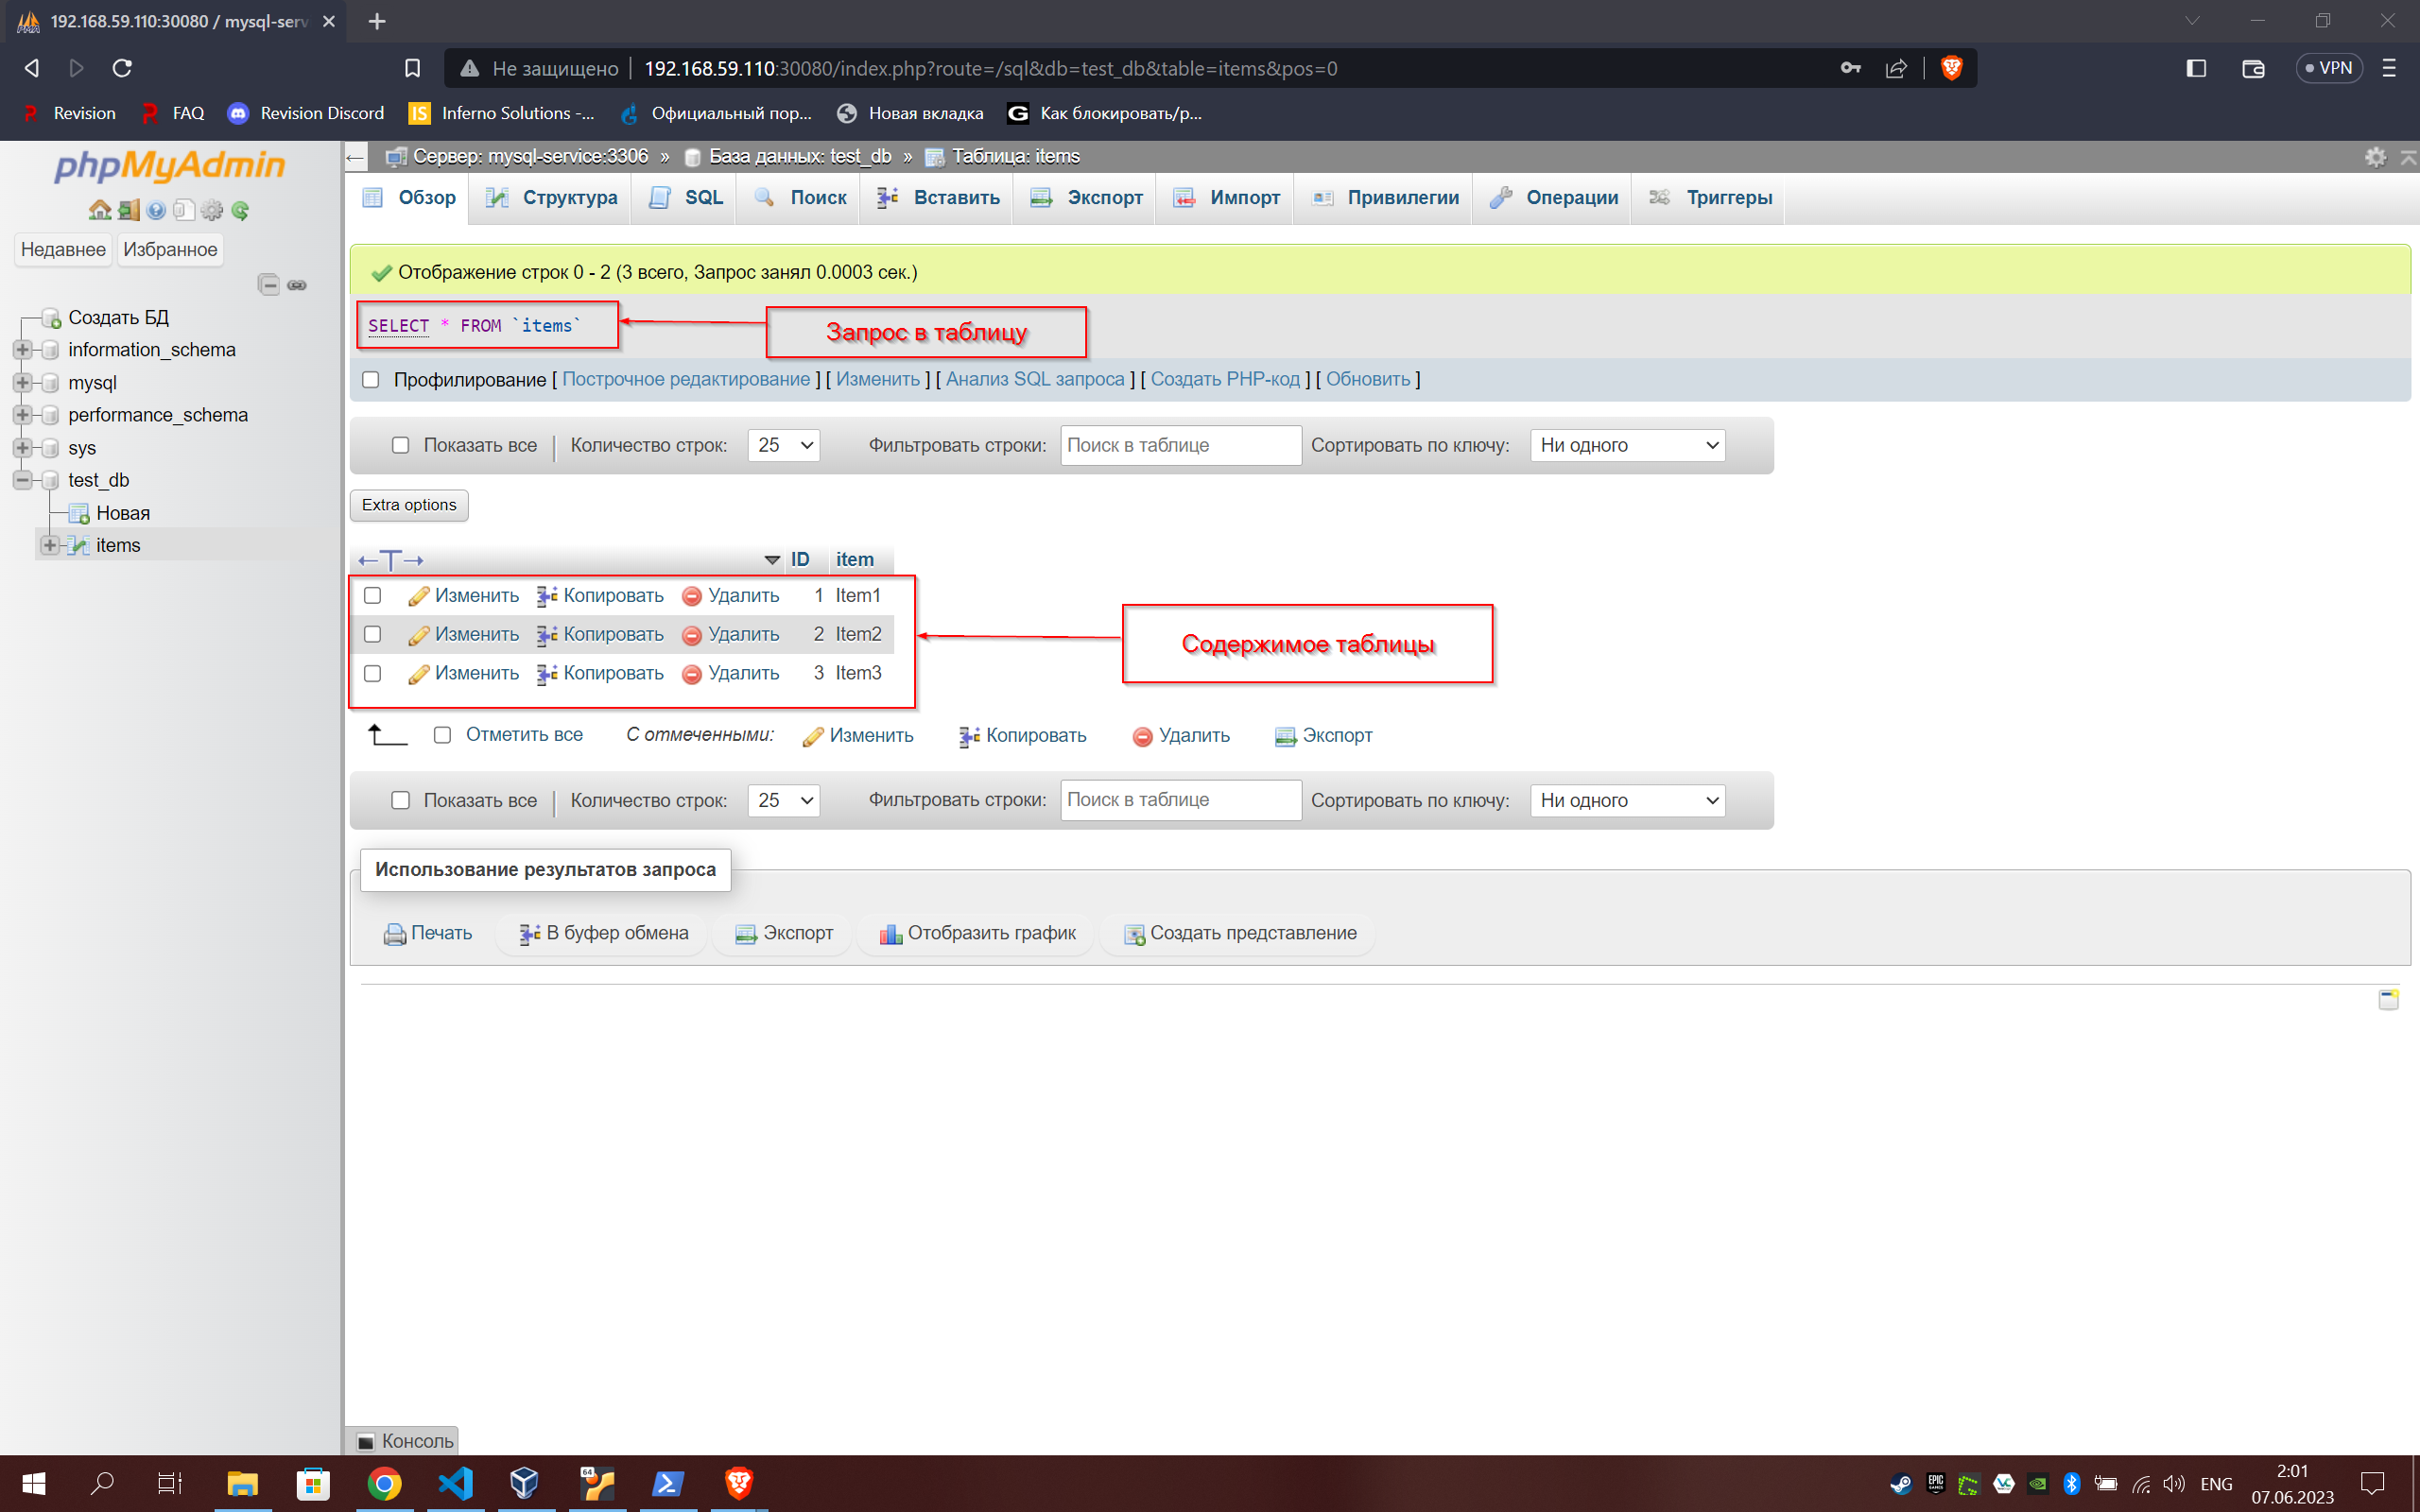 192.168.59.110:30080 / mysql-serv
Не защищено 192.168.59.110:30080/index.php?route=/sql&db=test_db&table=items&pos=0
VPN
Revision FAQ Revision Discord IS Inferno Solutions -... Официальный пор... Новая вкладка G Как блокировать/р...
phpMyAdmin
Недавнее Избранное
Создать БД
information_schema
mysql
performance_schema
sys
test_db
Новая
items
Сервер: mysql-service:3306 » База данных: test_db » Таблица: items
Обзор Структура SQL Поиск Вставить Экспорт Импорт Привилегии Операции Триггеры
Отображение строк 0 - 2 (3 всего, Запрос занял 0.0003 сек.)
SELECT * FROM `items`
Запрос в таблицу
Профилирование [ Построчное редактирование ] [ Изменить ] [ Анализ SQL запроса ] [ Создать PHP-код ] [ Обновить ]
Показать все | Количество строк: 25 Фильтровать строки: Поиск в таблице Сортировать по ключу: Ни одного
Extra options
←T→ ID item
Изменить Копировать Удалить 1 Item1
Изменить Копировать Удалить 2 Item2
Изменить Копировать Удалить 3 Item3
Содержимое таблицы
Отметить все С отмеченными: Изменить Копировать Удалить Экспорт
Показать все | Количество строк: 25 Фильтровать строки: Поиск в таблице Сортировать по ключу: Ни одного
Использование результатов запроса
Печать В буфер обмена Экспорт Отобразить график Создать представление
Консоль
64
ENG
2:01
07.06.2023